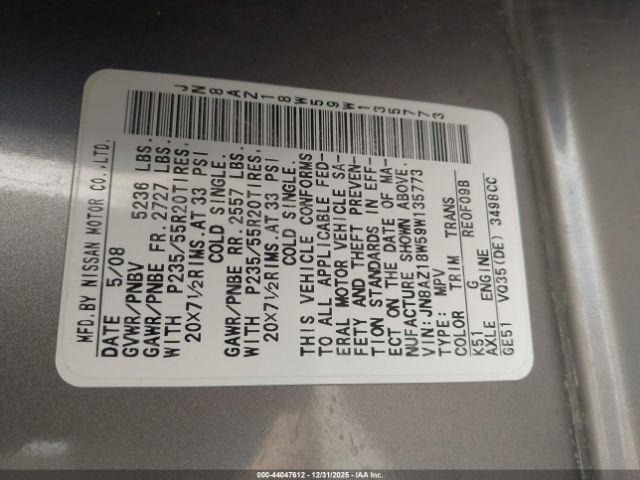 JN8AZ18W59W135773
MFD.BY NISSAN MOTOR CO.,LTD.
DATE 5/08
GVWR/PNBV 5236 LBS.
GAWR/PNBE FR.2727 LBS.
WITH P235/55R20TIRES,
20X7½RIMS.AT 33 PSI
COLD SINGLE.
GAWR/PNBE RR.2557 LBS.
WITH P235/55R20TIRES,
20X7½RIMS.AT 33 PSI
COLD SINGLE.
THIS VEHICLE CONFORMS
TO ALL APPLICABLE FED-
ERAL MOTOR VEHICLE SA-
FETY AND THEFT PREVEN-
TION STANDARDS IN EFF-
ECT ON THE DATE OF MA-
NUFACTURE SHOWN ABOVE.
VIN:JN8AZ18W59W135773
TYPE: MPV
COLOR TRIM TRANS
K51 G RE0F09B
AXLE ENGINE
GE51 VQ35(DE) 3498CC
000-44047612 - 12/31/2025 - IAAI.COM